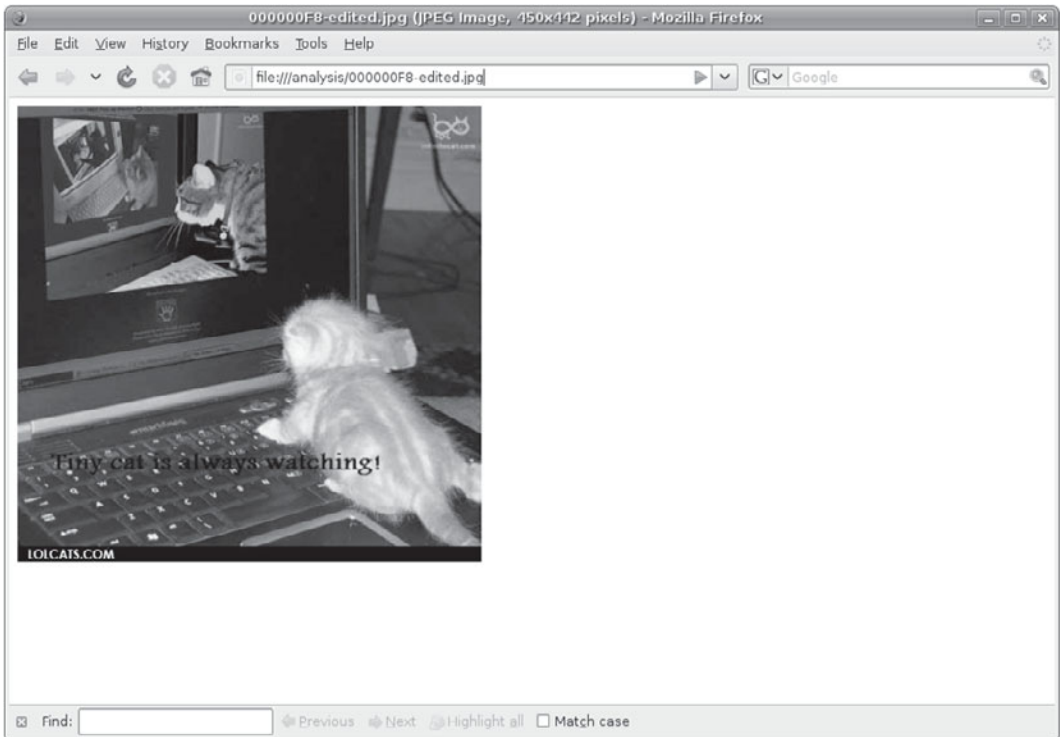 000000F8-edited.jpg (JPEG Image, 450x442 pixels) - Mozilla Firefox
File Edit View History Bookmarks Tools Help
file:///analysis/000000F8-edited.jpg
G Google
Tiny cat is always watching!
LOLCATS.COM
Find: Previous Next Highlight all Match case